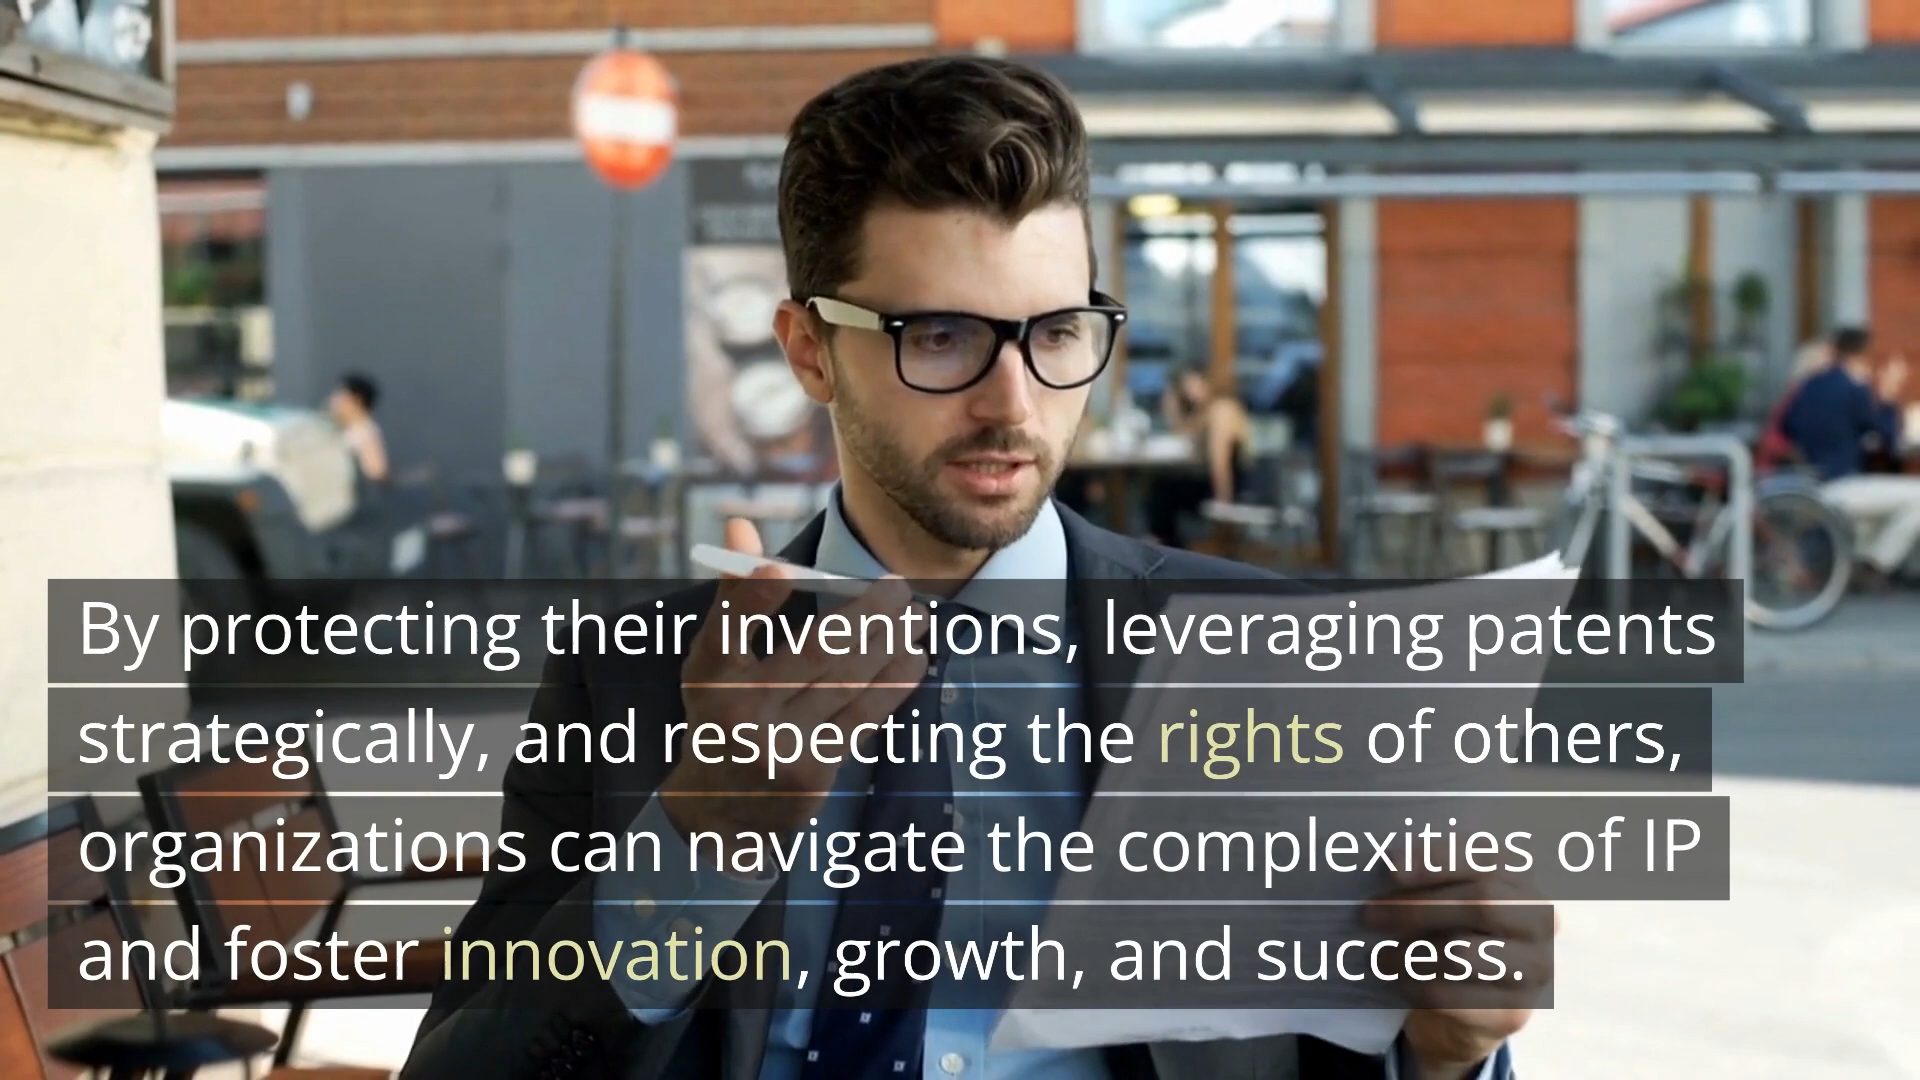 By protecting their inventions, leveraging patents
strategically, and respecting the rights of others,
organizations can navigate the complexities of IP
and foster innovation, growth, and success.